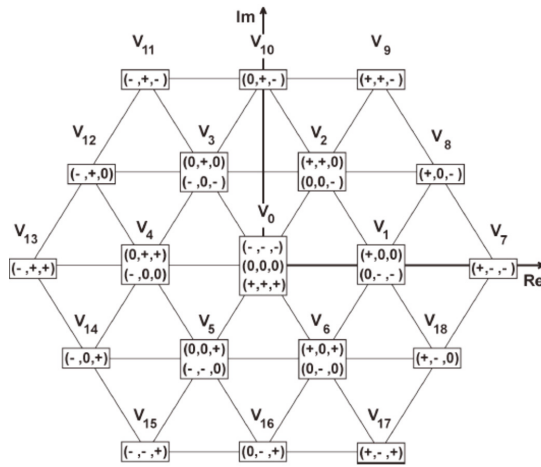 Im
V11 V10 V9
(- ,+,- ) (0,+,- ) (+,+,- )
V12 V3 V2 V8
(- ,+,0) (0,+,0) (+,+,0) (+,0,- )
(- ,0,- ) (0,0,- )
V13 V4 V0 V1 V7
(- ,+,+) (0,+,+) (- ,- ,- ) (+,0,0) (+,- ,- )
(- ,0,0) (0,0,0) (0,- ,- )
(+,+,+)
Re
V14 V5 V6 V18
(- ,0,+) (0,0,+) (+,0,+) (+,- ,0)
(- ,- ,0) (0,- ,0)
V15 V16 V17
(- ,- ,+) (0,- ,+) (+,- ,+)